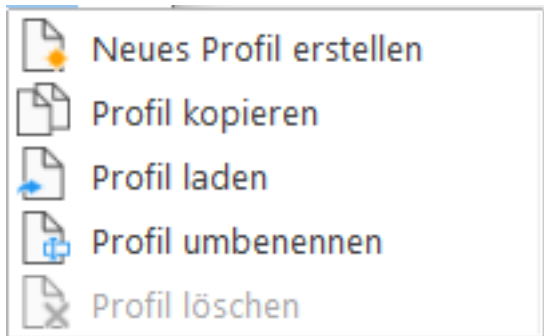 Neues Profil erstellen
Profil kopieren
Profil laden
Profil umbenennen
Profil löschen